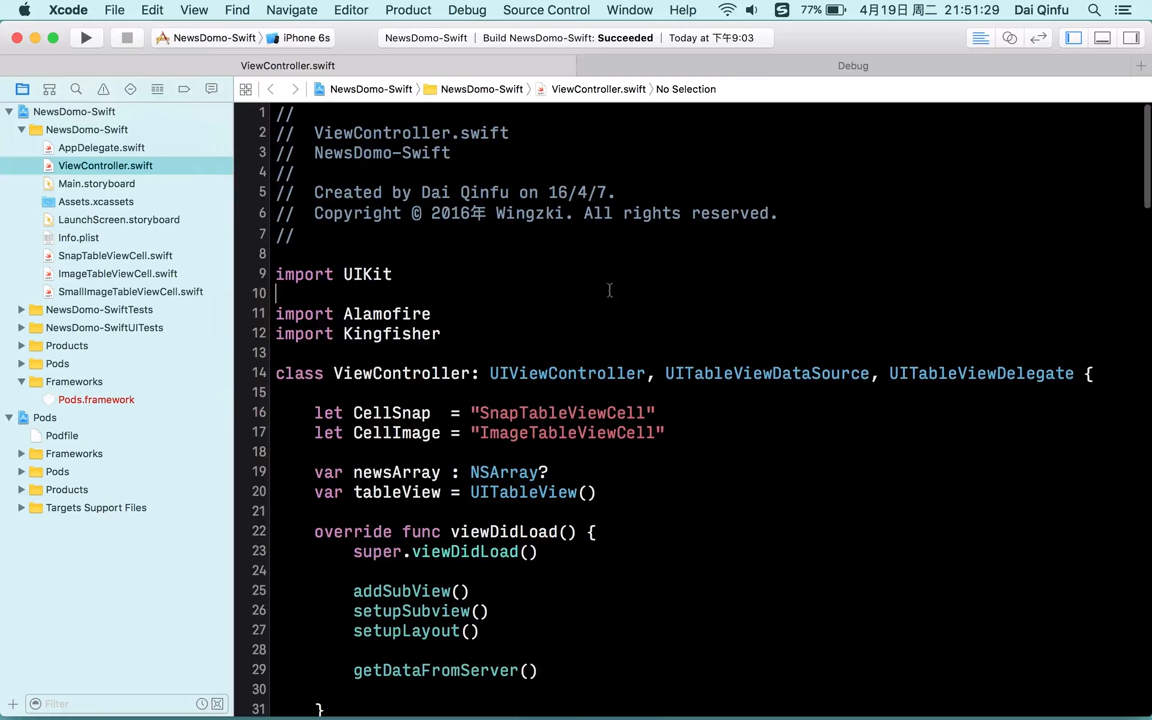 Xcode File Edit View Find Navigate Editor Product Debug Source Control Window Help 77% 4月19日 周二 21:51:29 Dai Qinfu
NewsDomo-Swift iPhone 6s NewsDomo-Swift Build NewsDomo-Swift: Succeeded Today at 下午9:03
ViewController.swift Debug
NewsDomo-Swift NewsDomo-Swift ViewController.swift No Selection
NewsDomo-Swift
NewsDomo-Swift
AppDelegate.swift
ViewController.swift
Main.storyboard
Assets.xcassets
LaunchScreen.storyboard
Info.plist
SnapTableViewCell.swift
ImageTableViewCell.swift
SmallImageTableViewCell.swift
NewsDomo-SwiftTests
NewsDomo-SwiftUITests
Products
Pods
Frameworks
Pods.framework
Pods
Podfile
Frameworks
Pods
Products
Targets Support Files
Filter
1 //
2 // ViewController.swift
3 // NewsDomo-Swift
4 //
5 // Created by Dai Qinfu on 16/4/7.
6 // Copyright © 2016年 Wingzki. All rights reserved.
7 //
8
9 import UIKit
10
11 import Alamofire
12 import Kingfisher
13
14 class ViewController: UIViewController, UITableViewDataSource, UITableViewDelegate {
15
16 let CellSnap = "SnapTableViewCell"
17 let CellImage = "ImageTableViewCell"
18
19 var newsArray : NSArray?
20 var tableView = UITableView()
21
22 override func viewDidLoad() {
23 super.viewDidLoad()
24
25 addSubView()
26 setupSubview()
27 setupLayout()
28
29 getDataFromServer()
30
31 }